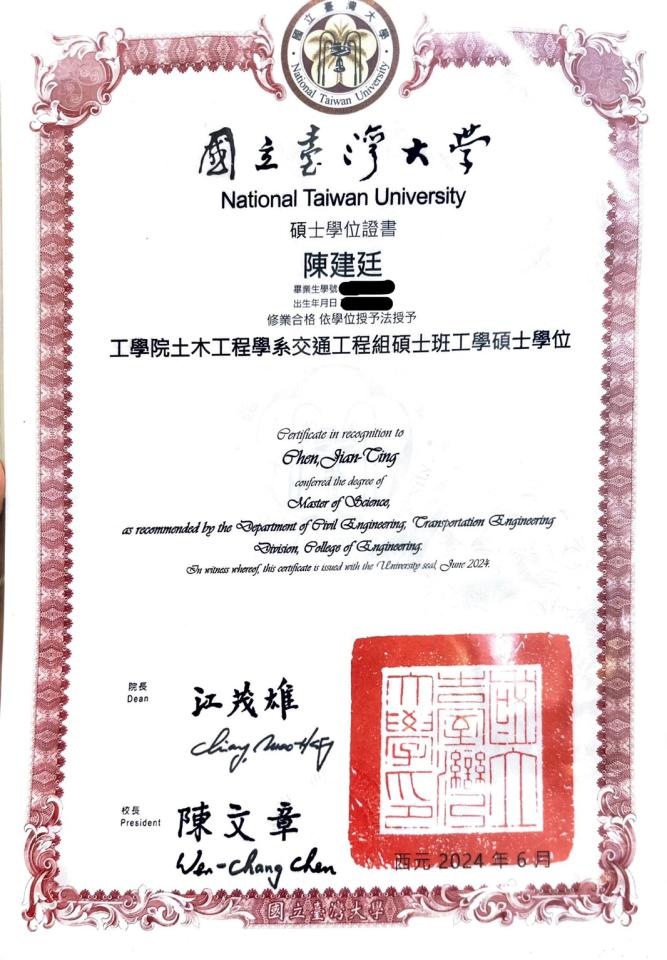 國立臺灣大學
National Taiwan University
國立臺灣大學
National Taiwan University
碩士學位證書
陳建廷
畢業生學號
出生年月日
修業合格 依學位授予法授予
工學院土木工程學系交通工程組碩士班工學碩士學位
Certificate in recognition to
Chen,Jian-Ting
conferred the degree of
Master of Science,
as recommended by the Department of Civil Engineering, Transportation Engineering
Division, College of Engineering.
In witness whereof, this certificate is issued with the University seal, June 2024.
院長
Dean
江茂雄
校長
President
陳文章
Wen-Chang Chen
國立臺灣大學印
西元 2024 年 6 月
國立臺灣大學